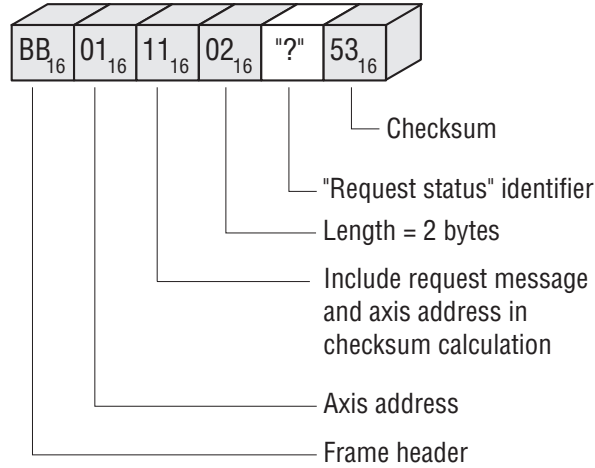 BB16 0116 1116 0216 "?" 5316
Checksum
"Request status" identifier
Length = 2 bytes
Include request message
and axis address in
checksum calculation
Axis address
Frame header